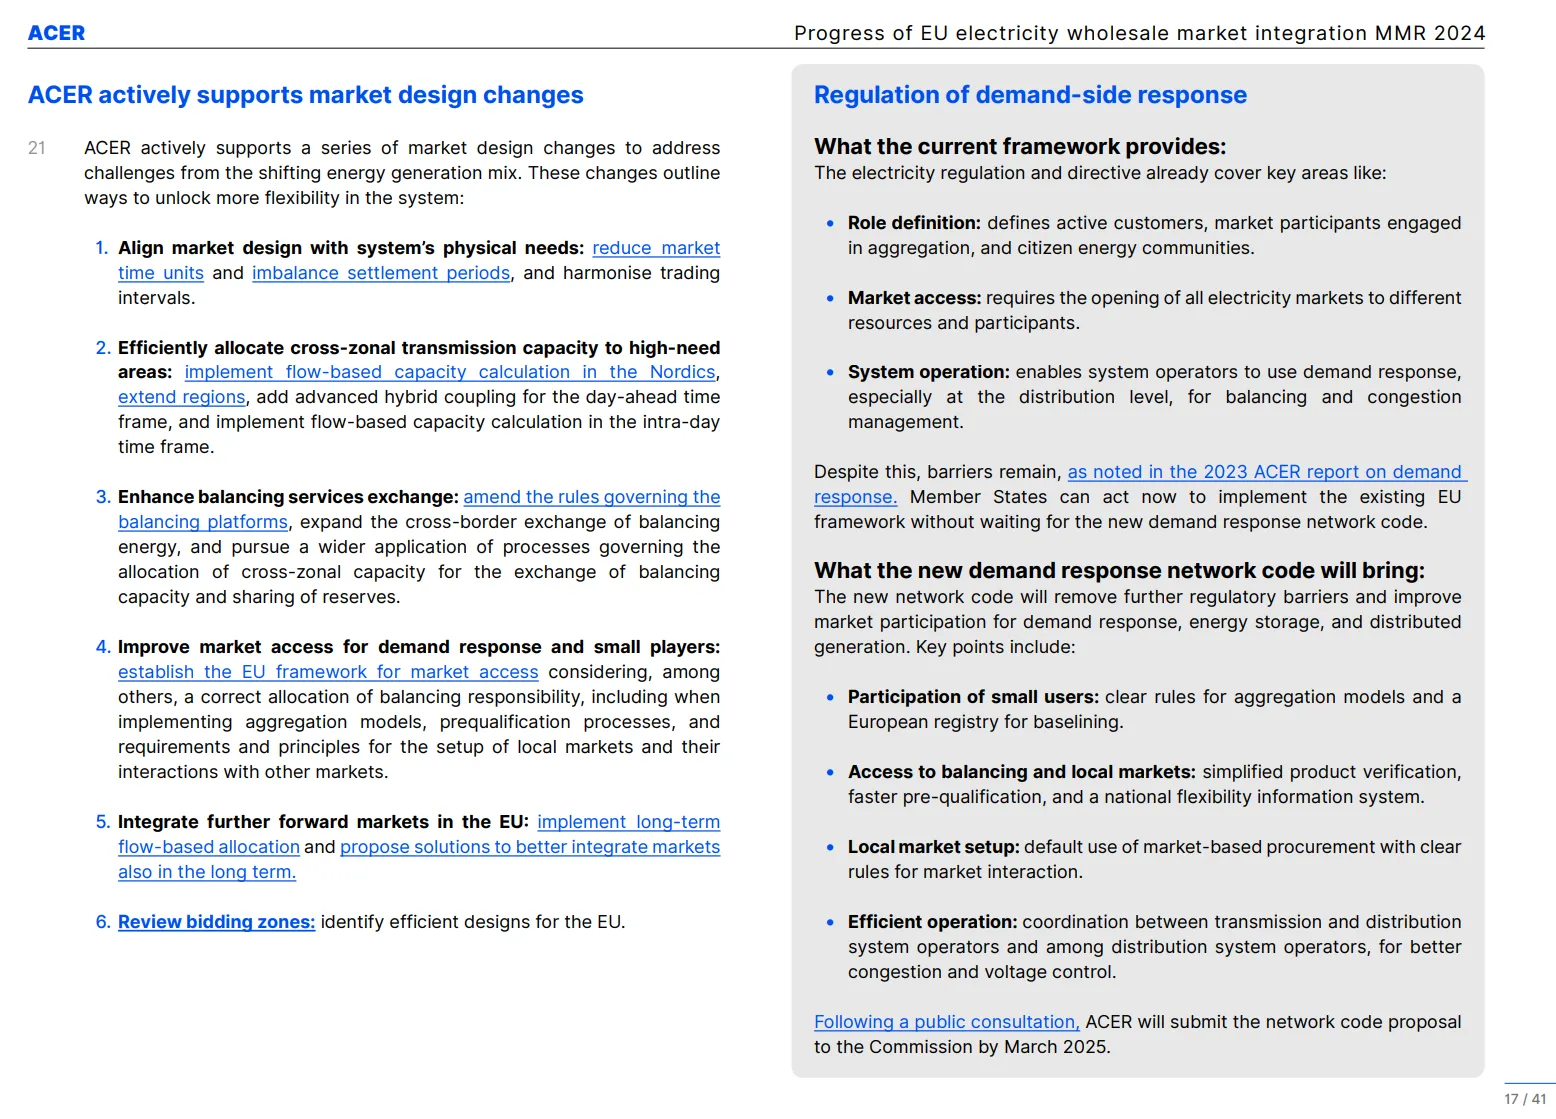 ACER
Progress of EU electricity wholesale market integration MMR 2024
ACER actively supports market design changes
21
ACER actively supports a series of market design changes to address
challenges from the shifting energy generation mix. These changes outline
ways to unlock more flexibility in the system:
1. Align market design with system’s physical needs: reduce market
time units and imbalance settlement periods, and harmonise trading
intervals.
2. Efficiently allocate cross-zonal transmission capacity to high-need
areas: implement flow-based capacity calculation in the Nordics,
extend regions, add advanced hybrid coupling for the day-ahead time
frame, and implement flow-based capacity calculation in the intra-day
time frame.
3. Enhance balancing services exchange: amend the rules governing the
balancing platforms, expand the cross-border exchange of balancing
energy, and pursue a wider application of processes governing the
allocation of cross-zonal capacity for the exchange of balancing
capacity and sharing of reserves.
4. Improve market access for demand response and small players:
establish the EU framework for market access considering, among
others, a correct allocation of balancing responsibility, including when
implementing aggregation models, prequalification processes, and
requirements and principles for the setup of local markets and their
interactions with other markets.
5. Integrate further forward markets in the EU: implement long-term
flow-based allocation and propose solutions to better integrate markets
also in the long term.
6. Review bidding zones: identify efficient designs for the EU.
Regulation of demand-side response
What the current framework provides:
The electricity regulation and directive already cover key areas like:
• Role definition: defines active customers, market participants engaged
in aggregation, and citizen energy communities.
• Market access: requires the opening of all electricity markets to different
resources and participants.
• System operation: enables system operators to use demand response,
especially at the distribution level, for balancing and congestion
management.
Despite this, barriers remain, as noted in the 2023 ACER report on demand
response. Member States can act now to implement the existing EU
framework without waiting for the new demand response network code.
What the new demand response network code will bring:
The new network code will remove further regulatory barriers and improve
market participation for demand response, energy storage, and distributed
generation. Key points include:
• Participation of small users: clear rules for aggregation models and a
European registry for baselining.
• Access to balancing and local markets: simplified product verification,
faster pre-qualification, and a national flexibility information system.
• Local market setup: default use of market-based procurement with clear
rules for market interaction.
• Efficient operation: coordination between transmission and distribution
system operators and among distribution system operators, for better
congestion and voltage control.
Following a public consultation, ACER will submit the network code proposal
to the Commission by March 2025.
17 / 41